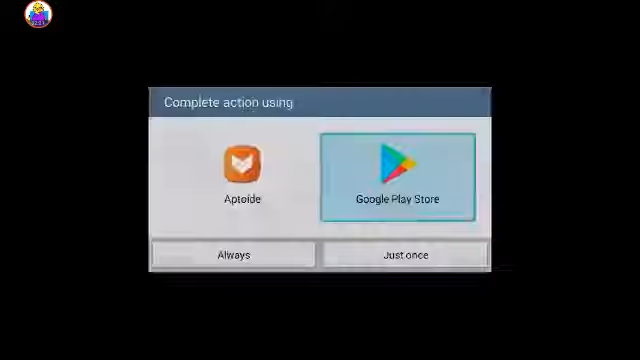 Complete action using
Aptoide
Google Play Store
Always
Just once